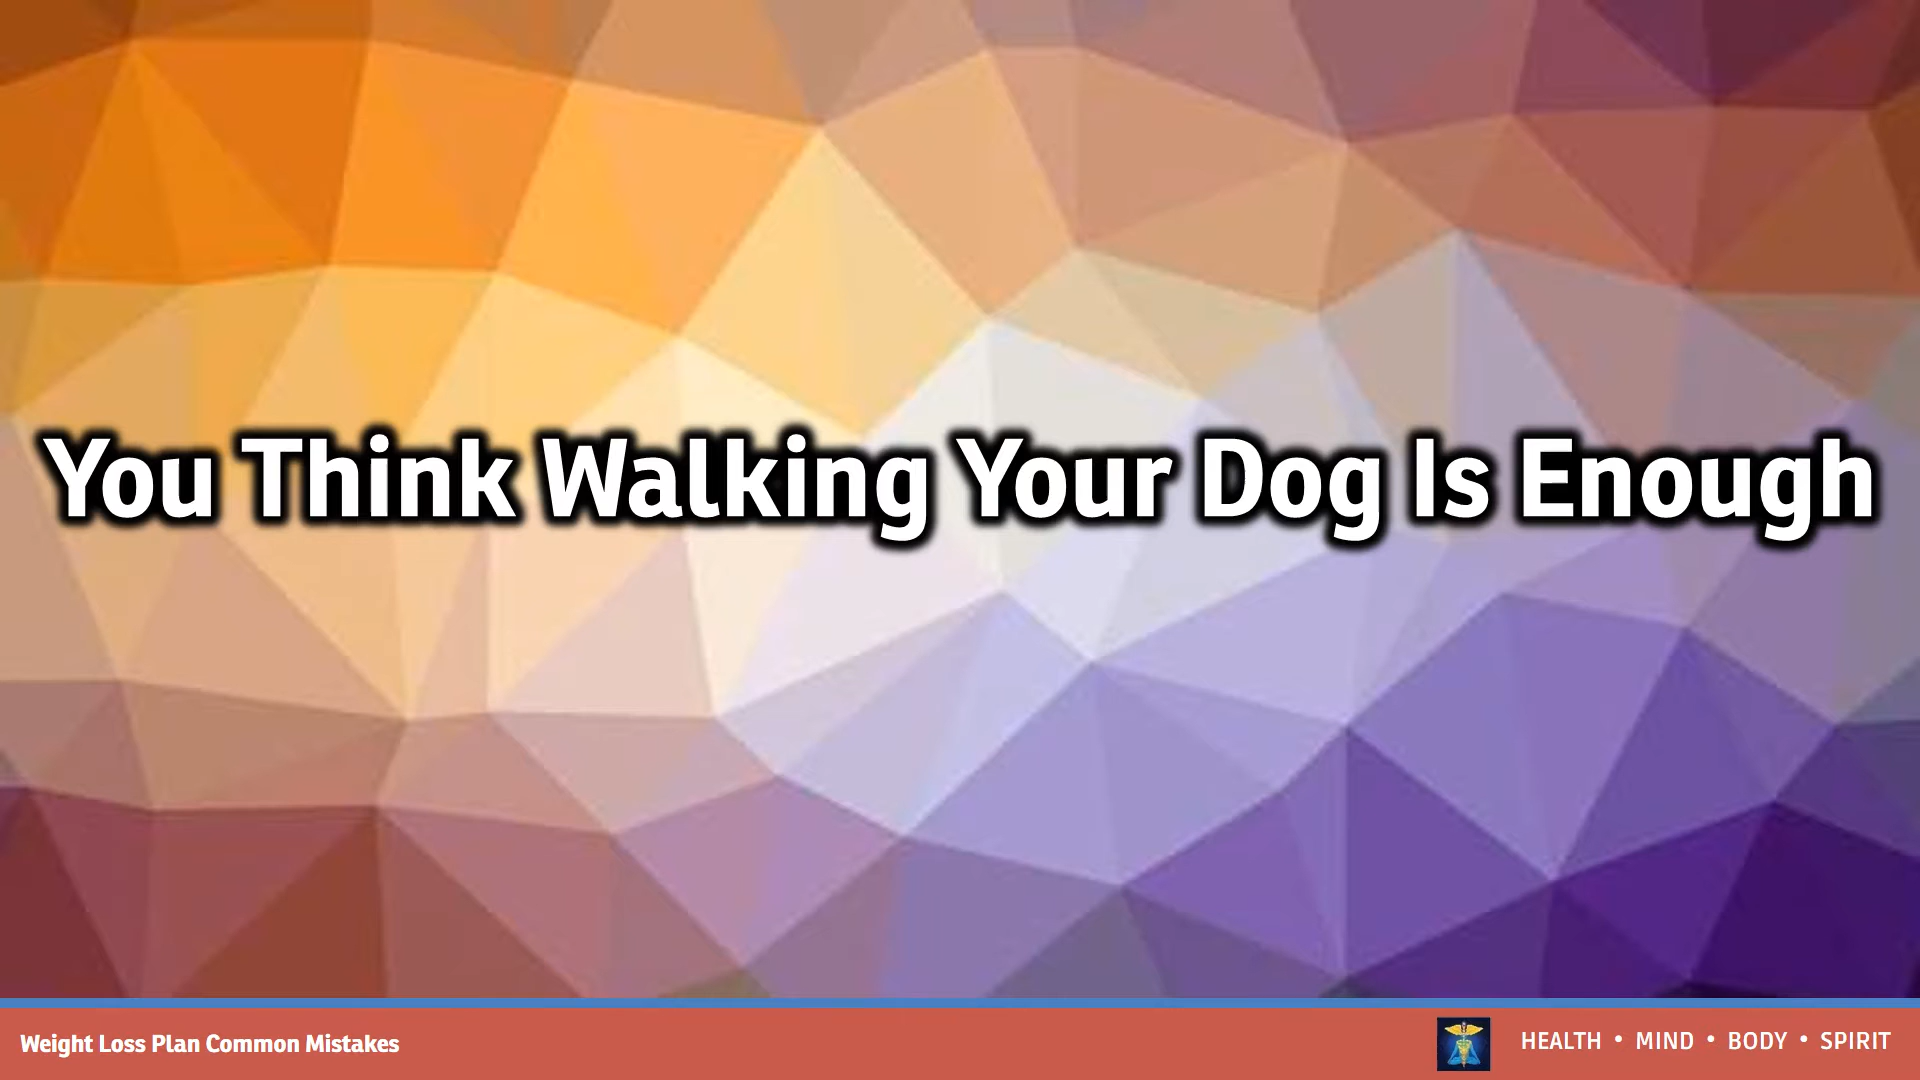 You Think Walking Your Dog Is Enough
Weight Loss Plan Common Mistakes
HEALTH • MIND • BODY • SPIRIT